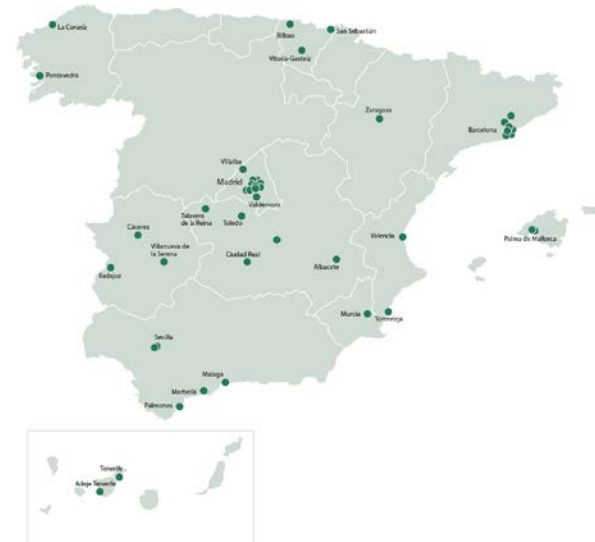 La Coruña
Bilbao
San Sebastián
Vitoria-Gasteiz
Pontevedra
Zaragoza
Barcelona
Villalba
Madrid
Valdemoro
Talavera
de la Reina
Toledo
Cáceres
Villanueva de
la Serena
Ciudad Real
Badajoz
Albacete
Valencia
Palma de Mallorca
Murcia
Torrevieja
Sevilla
Malaga
Marbella
Palmones
Tenerife
Adeje Tenerife